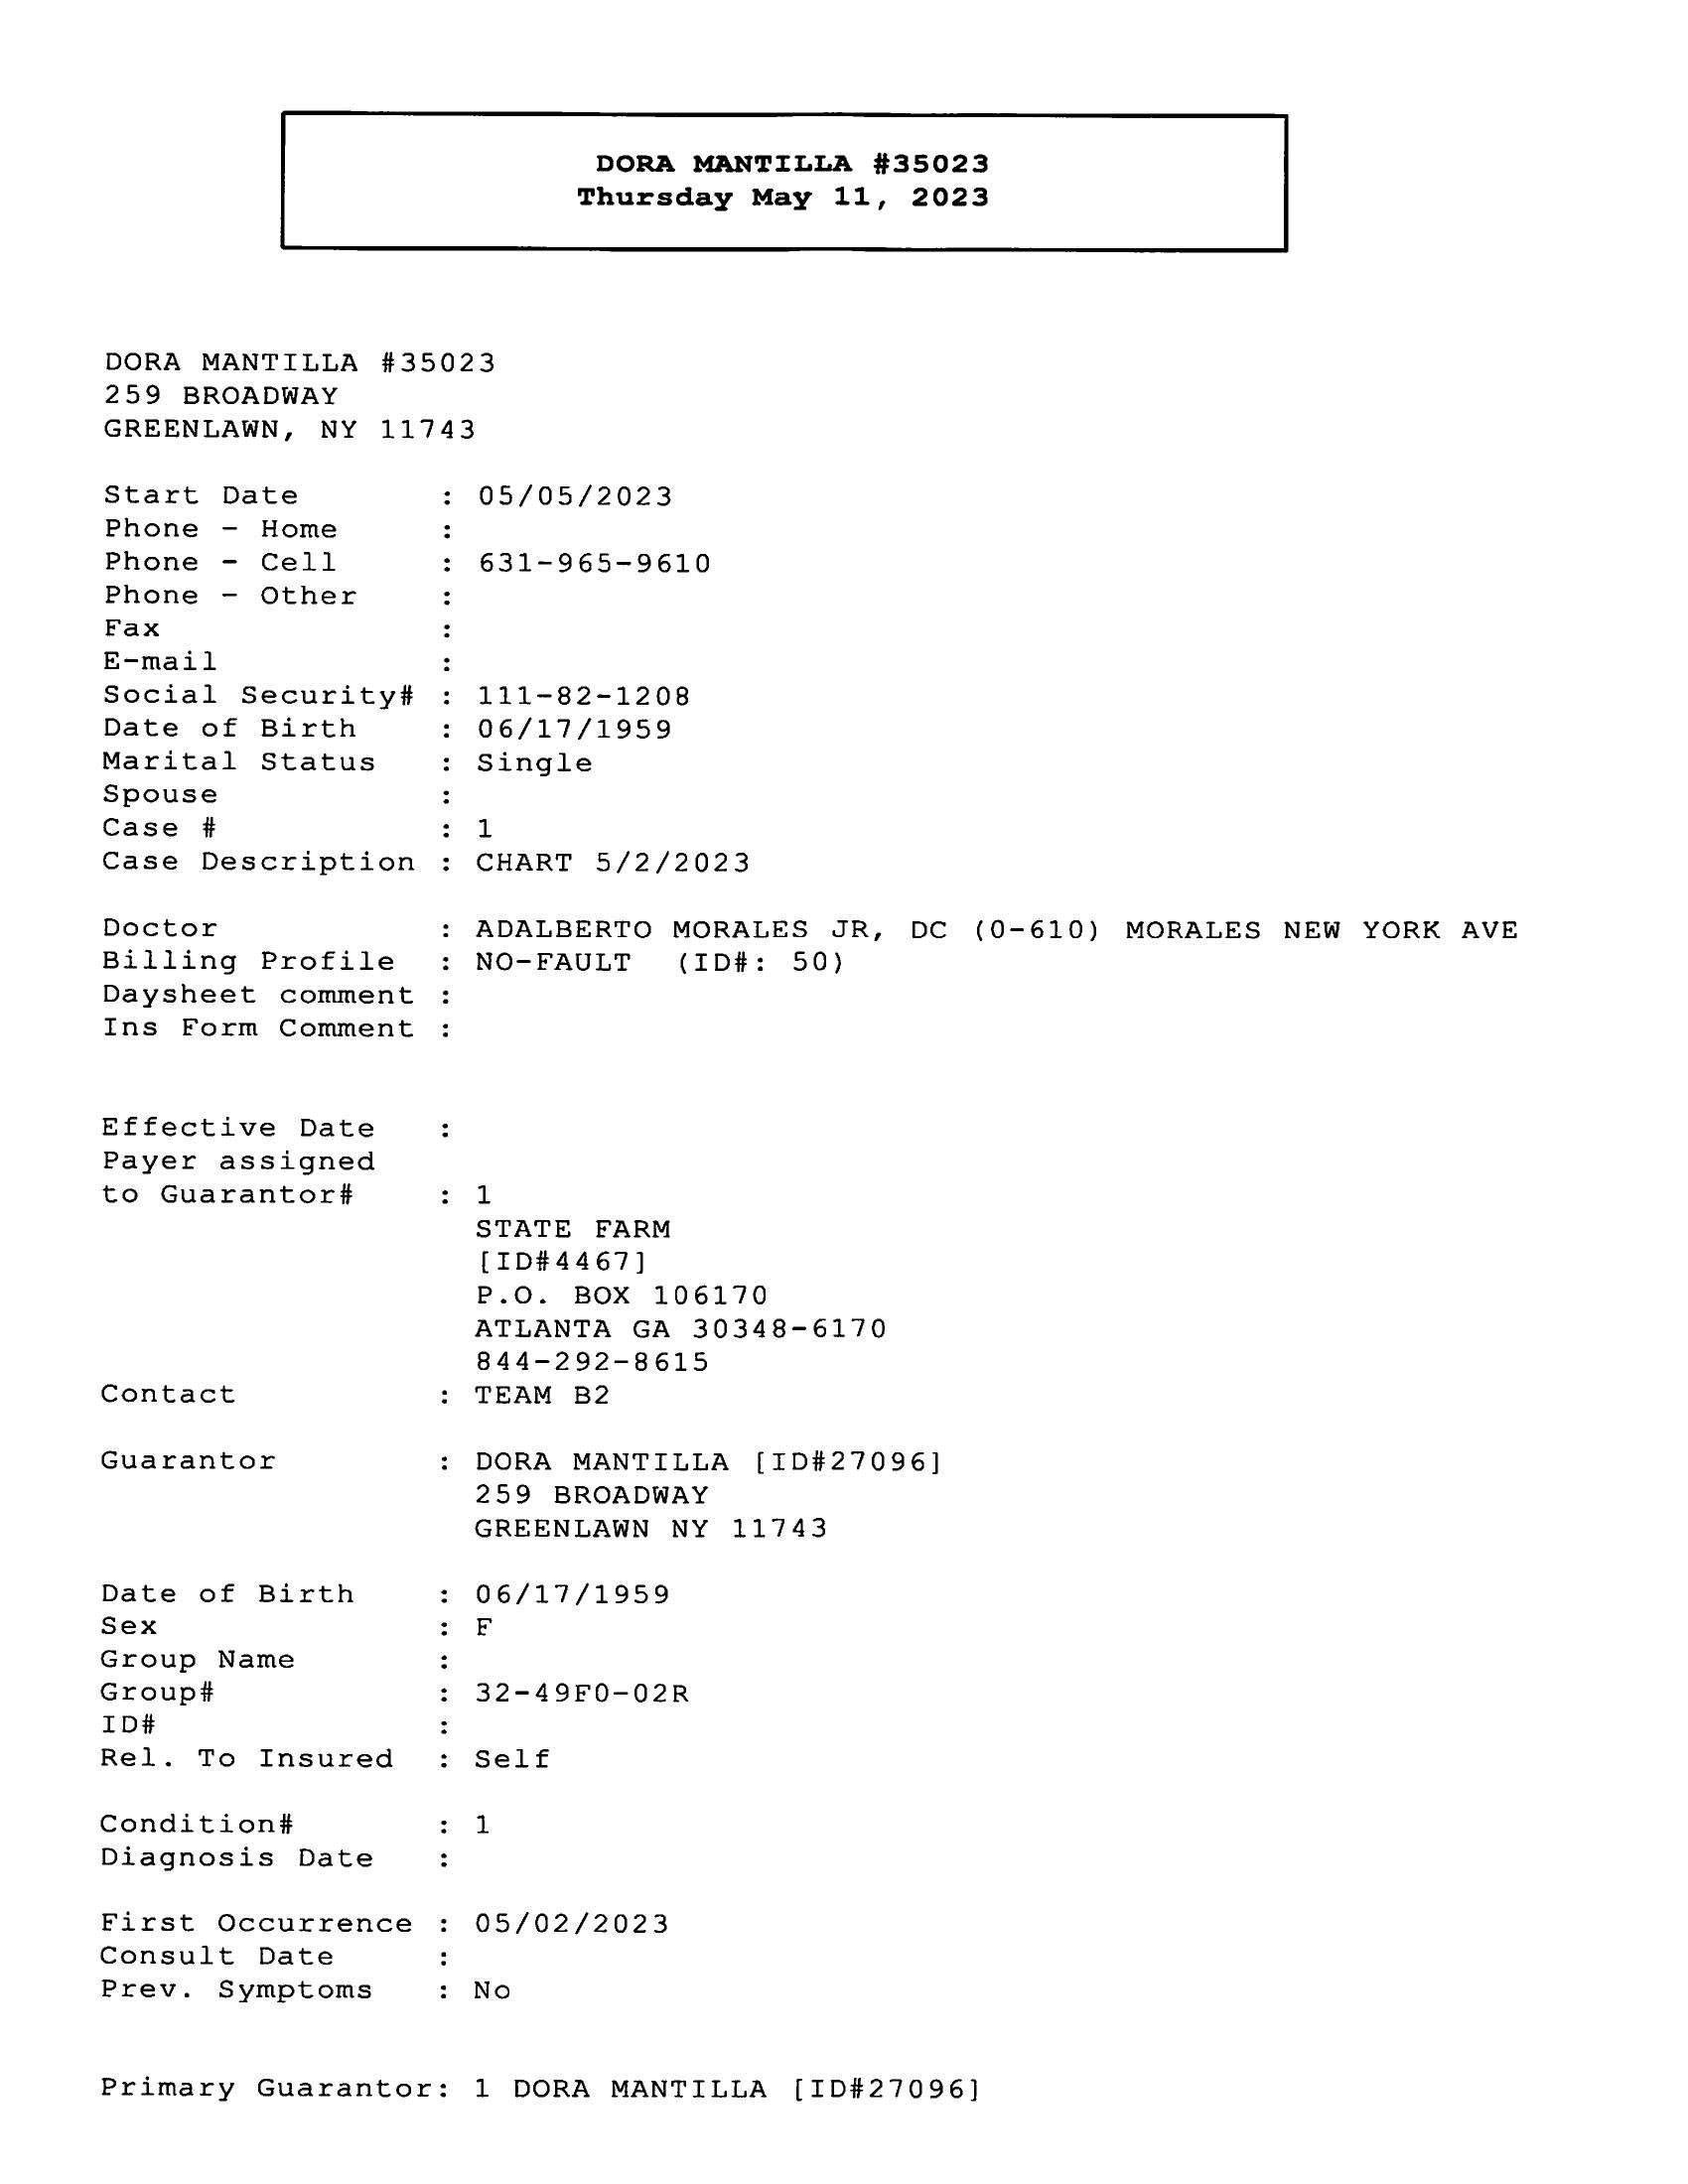 DORA MANTILLA #35023
Thursday May 11, 2023
DORA MANTILLA #35023
259 BROADWAY
GREENLAWN, NY 11743
Start Date : 05/05/2023
Phone - Home :
Phone - Cell : 631-965-9610
Phone - Other :
Fax :
E-mail :
Social Security# : 111-82-1208
Date of Birth : 06/17/1959
Marital Status : Single
Spouse :
Case # : 1
Case Description : CHART 5/2/2023
Doctor : ADALBERTO MORALES JR, DC (0-610) MORALES NEW YORK AVE
Billing Profile : NO-FAULT (ID#: 50)
Daysheet comment :
Ins Form Comment :
Effective Date :
Payer assigned
to Guarantor# : 1
STATE FARM
[ID#4467]
P.O. BOX 106170
ATLANTA GA 30348-6170
844-292-8615
Contact : TEAM B2
Guarantor : DORA MANTILLA [ID#27096]
259 BROADWAY
GREENLAWN NY 11743
Date of Birth : 06/17/1959
Sex : F
Group Name :
Group# : 32-49F0-02R
ID# :
Rel. To Insured : Self
Condition# : 1
Diagnosis Date :
First Occurrence : 05/02/2023
Consult Date :
Prev. Symptoms : No
Primary Guarantor: 1 DORA MANTILLA [ID#27096]